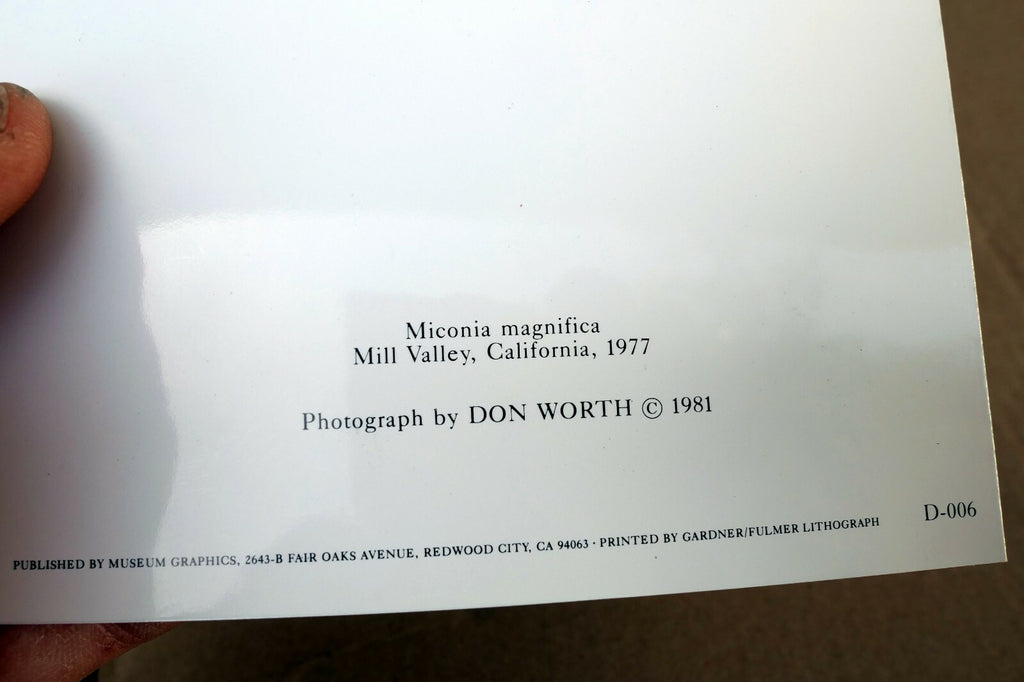 Miconia magnifica
Mill Valley, California, 1977
Photograph by DON WORTH © 1981
D-006
PUBLISHED BY MUSEUM GRAPHICS, 2643-B FAIR OAKS AVENUE, REDWOOD CITY, CA 94063 · PRINTED BY GARDNER/FULMER LITHOGRAPH